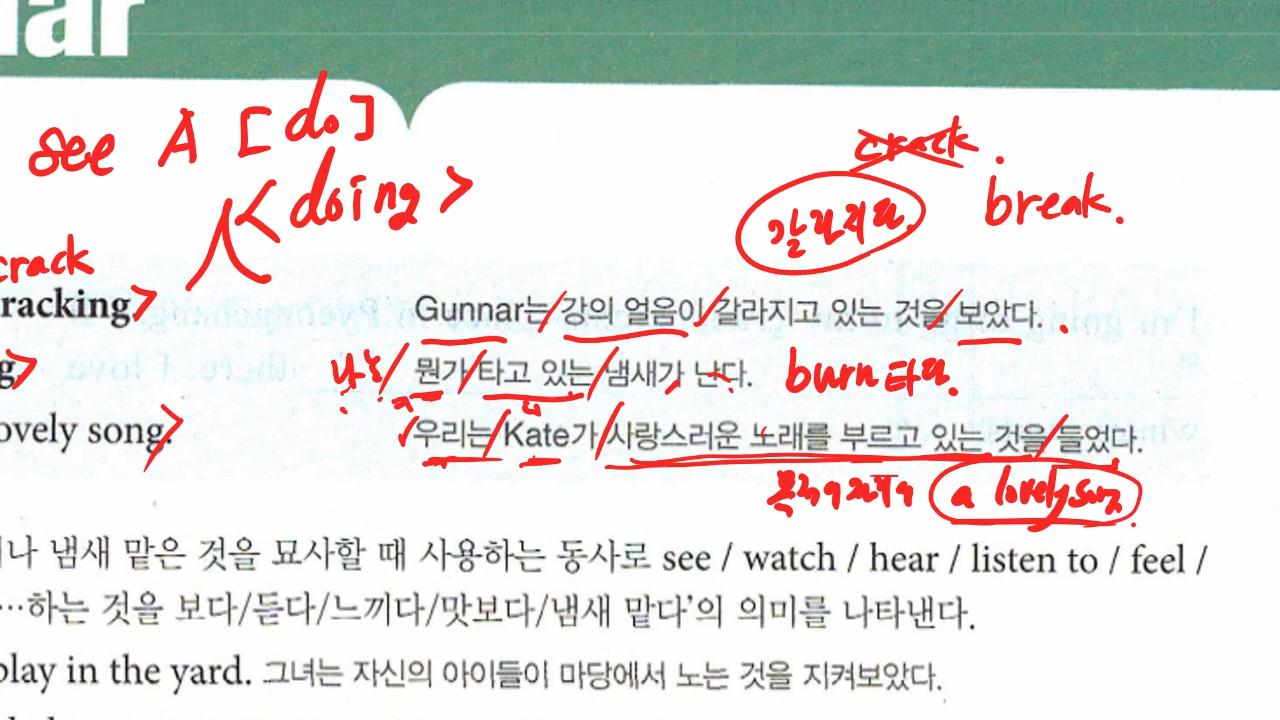 see A [do]
doing
crack
break.
갈라지다.
crack
racking. Gunnar는 강의 얼음이 갈라지고 있는 것을 보았다.
나는 뭔가 타고 있는 냄새가 난다. burn 타다.
ovely song. 우리는 Kate가 사랑스러운 노래를 부르고 있는 것을 들었다.
a lovely song
나 냄새 맡은 것을 묘사할 때 사용하는 동사로 see / watch / hear / listen to / feel /
…하는 것을 보다/듣다/느끼다/맛보다/냄새 맡다’의 의미를 나타낸다.
play in the yard. 그녀는 자신의 아이들이 마당에서 노는 것을 지켜보았다.